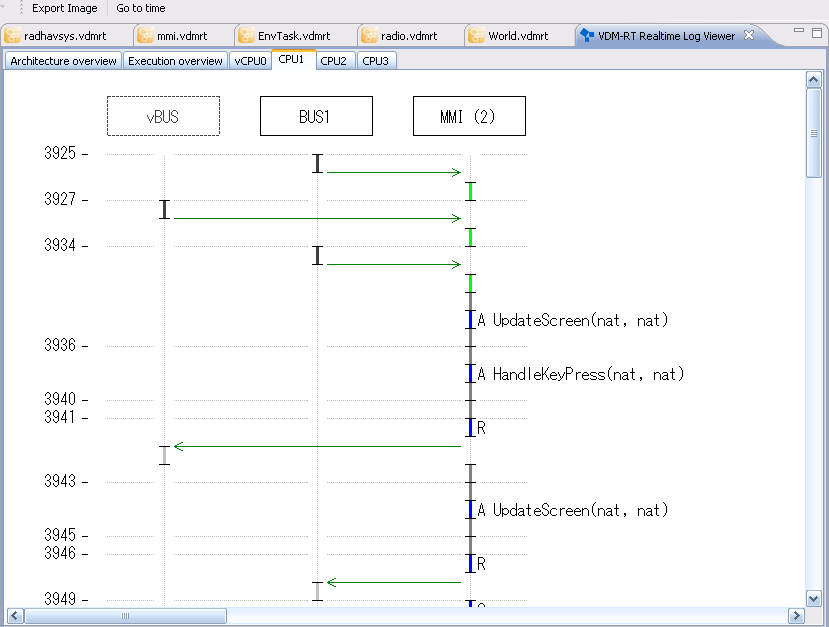 Export Image Go to time
radhavsys.vdmrt mmi.vdmrt EnvTask.vdmrt radio.vdmrt World.vdmrt VDM-RT Realtime Log Viewer
Architecture overview Execution overview vCPU0 CPU1 CPU2 CPU3
vBUS BUS1 MMI (2)
3925
3927
3934
A UpdateScreen(nat, nat)
3936
A HandleKeyPress(nat, nat)
3940
3941
R
3943
A UpdateScreen(nat, nat)
3945
3946
R
3949